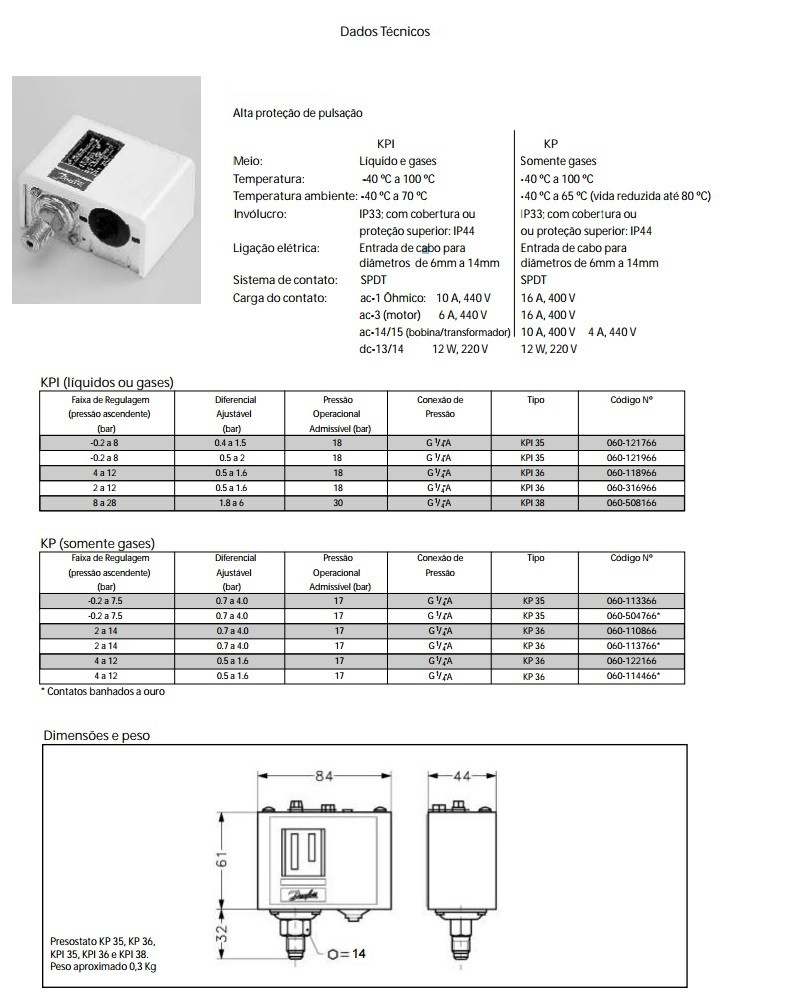 Dados Técnicos
Alta proteção de pulsação
KPI KP
Meio: Líquido e gases Somente gases
Temperatura: -40 ºC a 100 ºC -40 ºC a 100 ºC
Temperatura ambiente: -40 ºC a 70 ºC -40 ºC a 65 ºC (vida reduzida até 80 ºC)
Invólucro: IP33; com cobertura ou IP33; com cobertura ou
proteção superior: IP44 ou proteção superior: IP44
Ligação elétrica: Entrada de cabo para Entrada de cabo para
diâmetros de 6mm a 14mm diâmetros de 6mm a 14mm
Sistema de contato: SPDT SPDT
Carga do contato: ac-1 Ôhmico: 10 A, 440 V 16 A, 400 V
ac-3 (motor) 6 A, 440 V 16 A, 400 V
ac-14/15 (bobina/transformador) 10 A, 400 V 4 A, 440 V
dc-13/14 12 W, 220 V 12 W, 220 V
KPI (líquidos ou gases)
Faixa de Regulagem Diferencial Pressão Conexão de Tipo Código Nº
(pressão ascendente) Ajustável Operacional Pressão
(bar) (bar) Admissível (bar)
-0.2 a 8 0.4 a 1.5 18 G 1/4A KPI 35 060-121766
-0.2 a 8 0.5 a 2 18 G 1/4A KPI 35 060-121966
4 a 12 0.5 a 1.6 18 G 1/4A KPI 36 060-118966
2 a 12 0.5 a 1.6 18 G 1/4A KPI 36 060-316966
8 a 28 1.8 a 6 30 G 1/4A KPI 38 060-508166
KP (somente gases)
Faixa de Regulagem Diferencial Pressão Conexão de Tipo Código Nº
(pressão ascendente) Ajustável Operacional Pressão
(bar) (bar) Admissível (bar)
-0.2 a 7.5 0.7 a 4.0 17 G 1/4A KP 35 060-113366
-0.2 a 7.5 0.7 a 4.0 17 G 1/4A KP 35 060-504766*
2 a 14 0.7 a 4.0 17 G 1/4A KP 36 060-110866
2 a 14 0.7 a 4.0 17 G 1/4A KP 36 060-113766*
4 a 12 0.5 a 1.6 17 G 1/4A KP 36 060-122166
4 a 12 0.5 a 1.6 17 G 1/4A KP 36 060-114466*
* Contatos banhados a ouro
Dimensões e peso
84 44
61
Danfoss
32
=14
Presostato KP 35, KP 36,
KPI 35, KPI 36 e KPI 38.
Peso aproximado 0,3 Kg